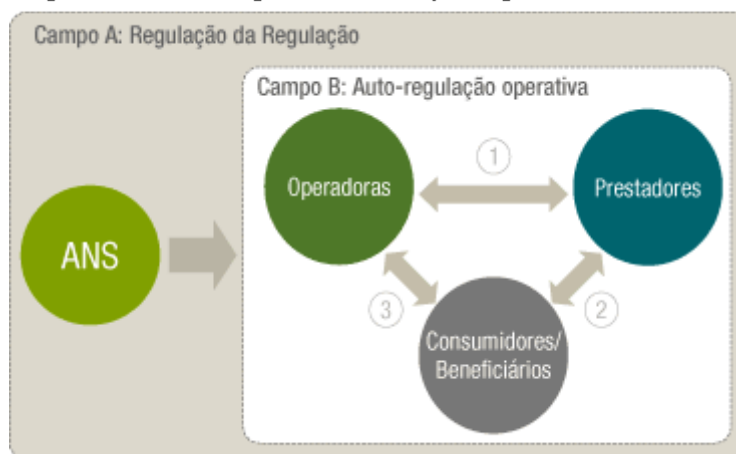 Campo A: Regulação da Regulação
Campo B: Auto-regulação operativa
1
Operadoras
Prestadores
ANS
3
2
Consumidores/
Beneficiários